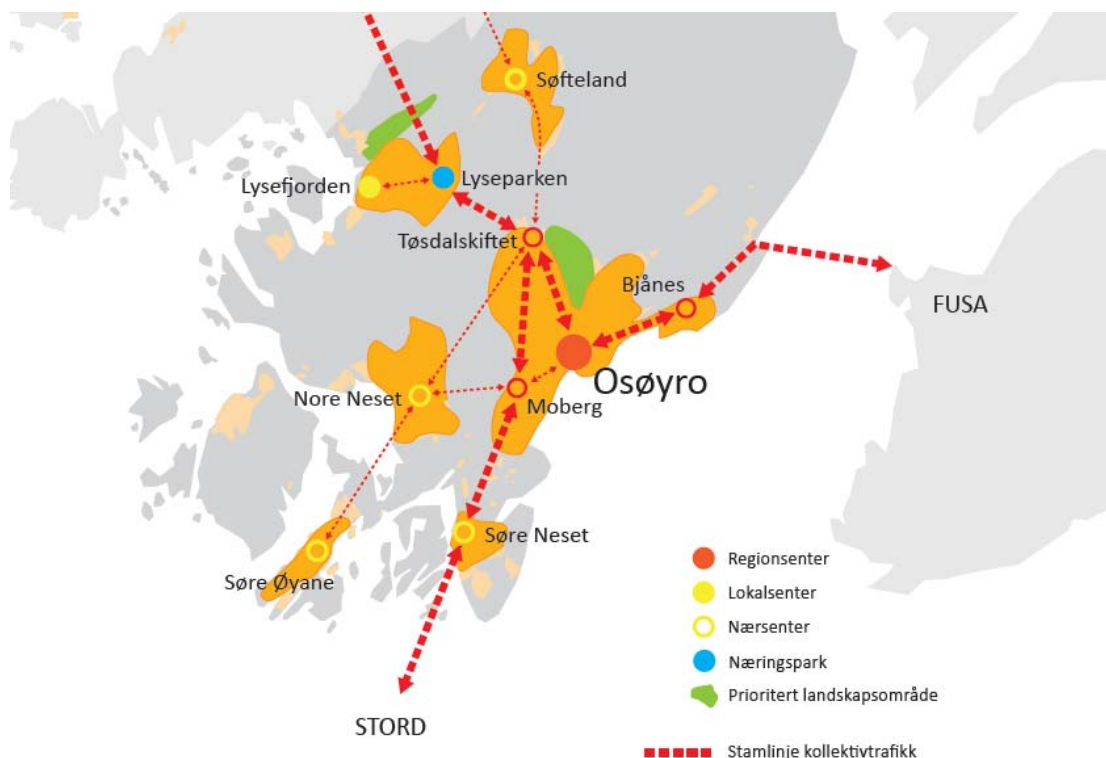 Søfteland
Lysefjorden
Lyseparken
Tøsdalskiftet
Bjånes
FUSA
Osøyro
Nore Neset
Moberg
Søre Neset
Søre Øyane
STORD
Regionsenter
Lokalsenter
Nærsenter
Næringspark
Prioritert landskapsområde
Stamlinje kollektivtrafikk